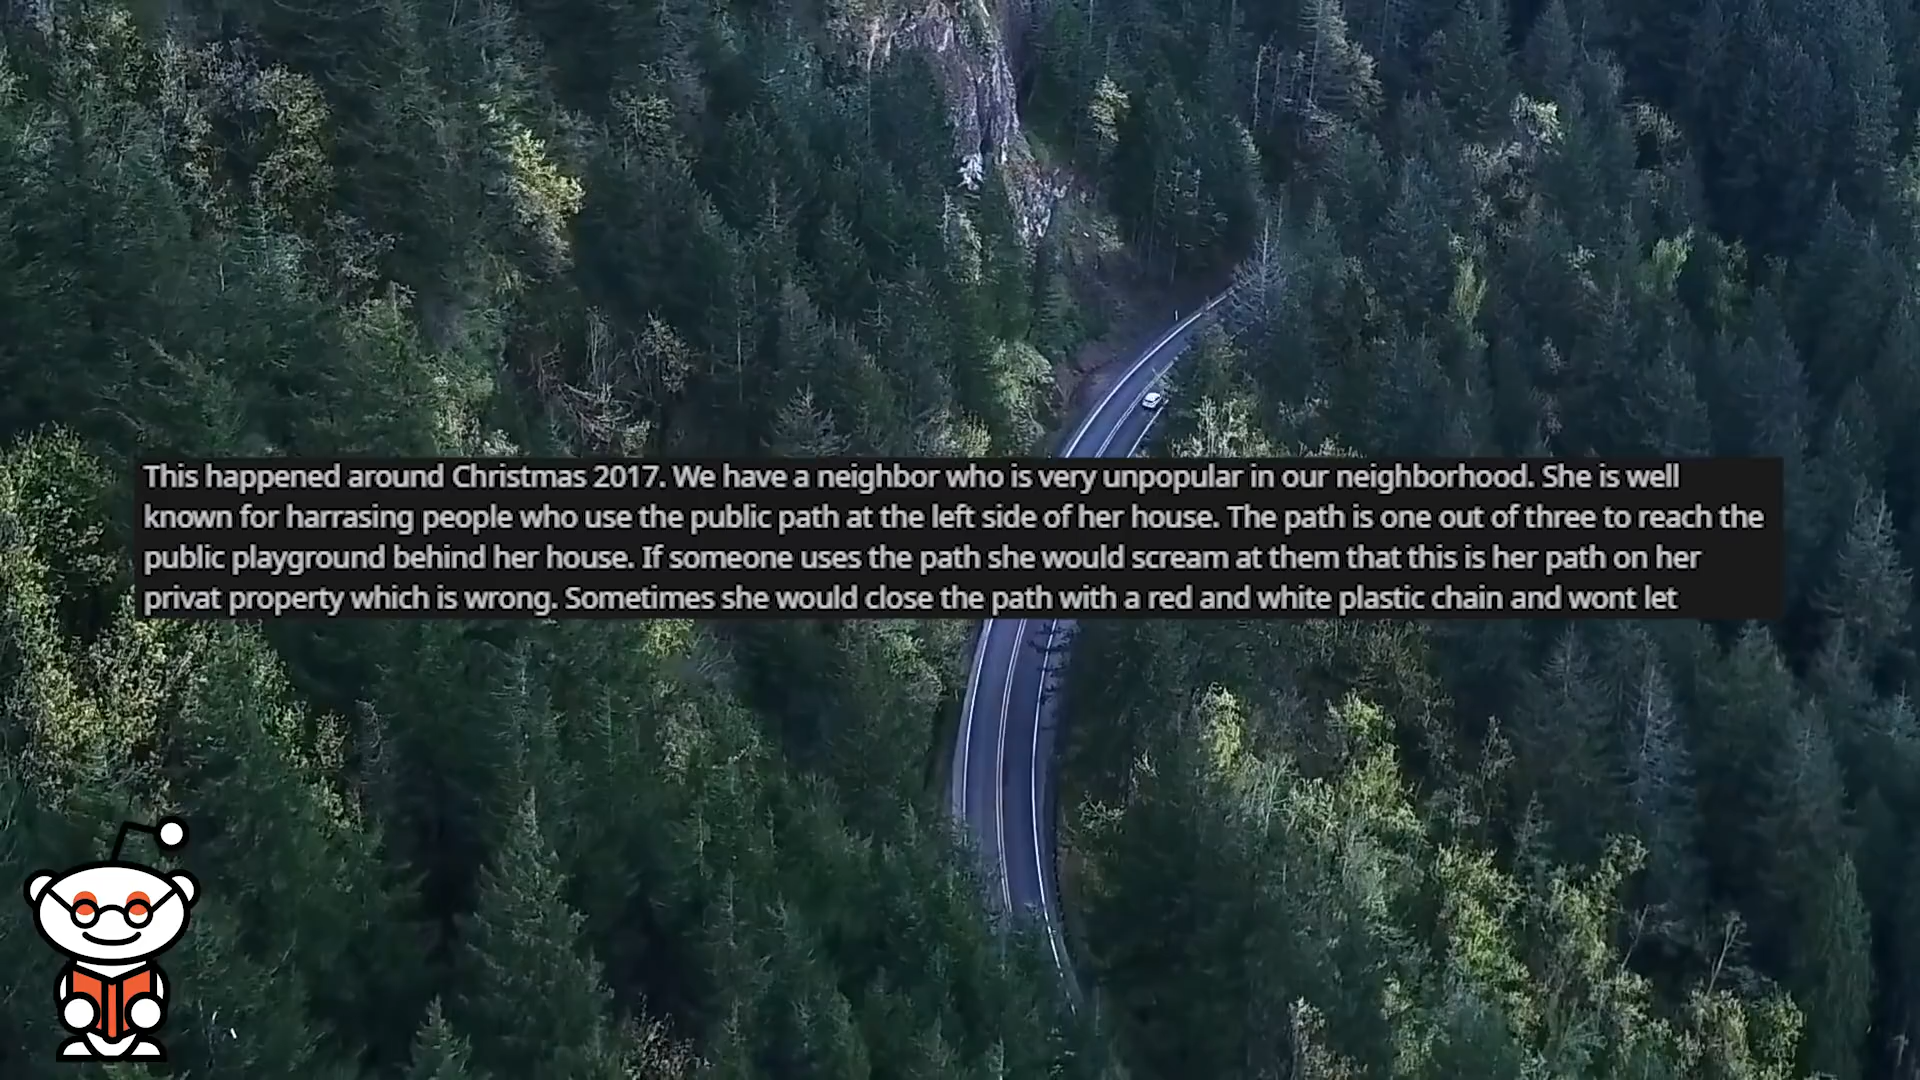 This happened around Christmas 2017. We have a neighbor who is very unpopular in our neighborhood. She is well
known for harrasing people who use the public path at the left side of her house. The path is one out of three to reach the
public playground behind her house. If someone uses the path she would scream at them that this is her path on her
privat property which is wrong. Sometimes she would close the path with a red and white plastic chain and wont let